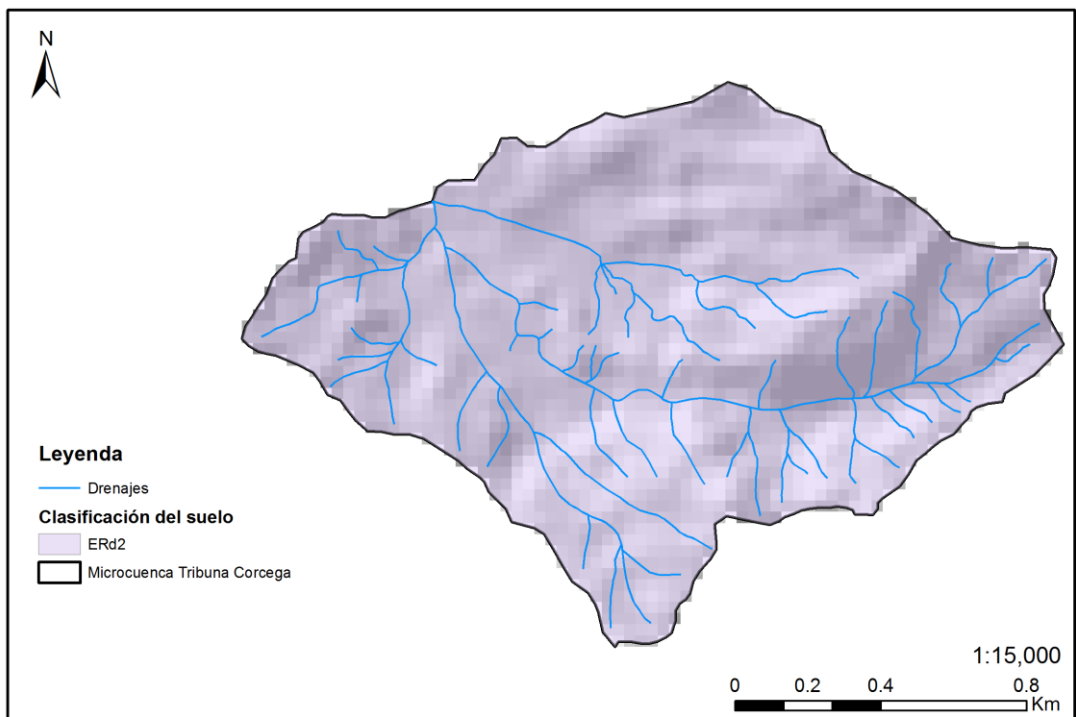 N
Leyenda
Drenajes
Clasificación del suelo
ERd2
Microcuenca Tribuna Corcega
1:15,000
0 0.2 0.4 0.8
Km